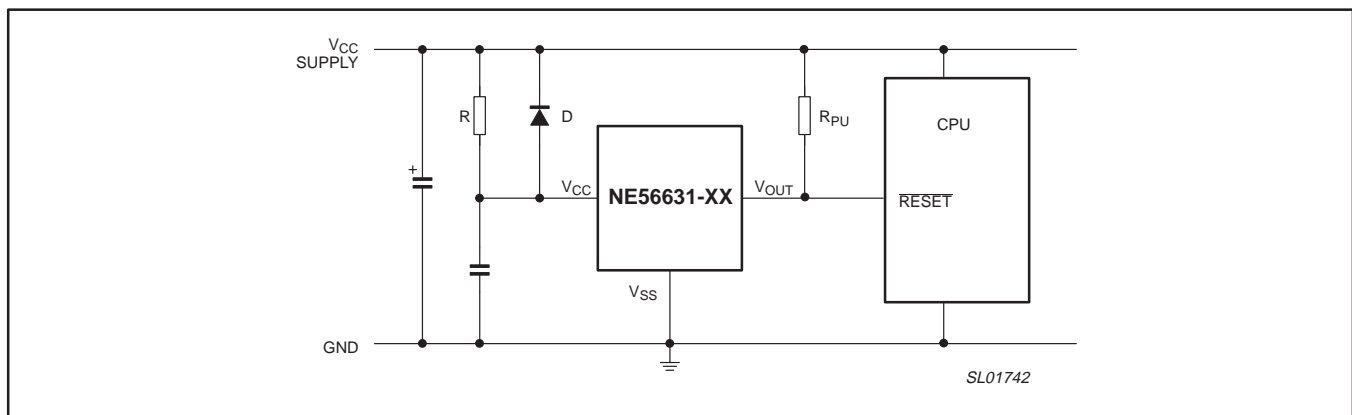 VCC
SUPPLY
R
D
RPU
CPU
VCC
NE56631-XX
VOUT
RESET
VSS
GND
SL01742